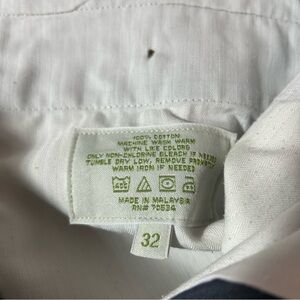 100% COTTON
MACHINE WASH WARM
WITH LIKE COLORS
ONLY NON-CHLORINE BLEACH IF NEEDED
TUMBLE DRY LOW, REMOVE PROMPTLY
WARM IRON IF NEEDED
MADE IN MALAYSIA
RN# 70534
32